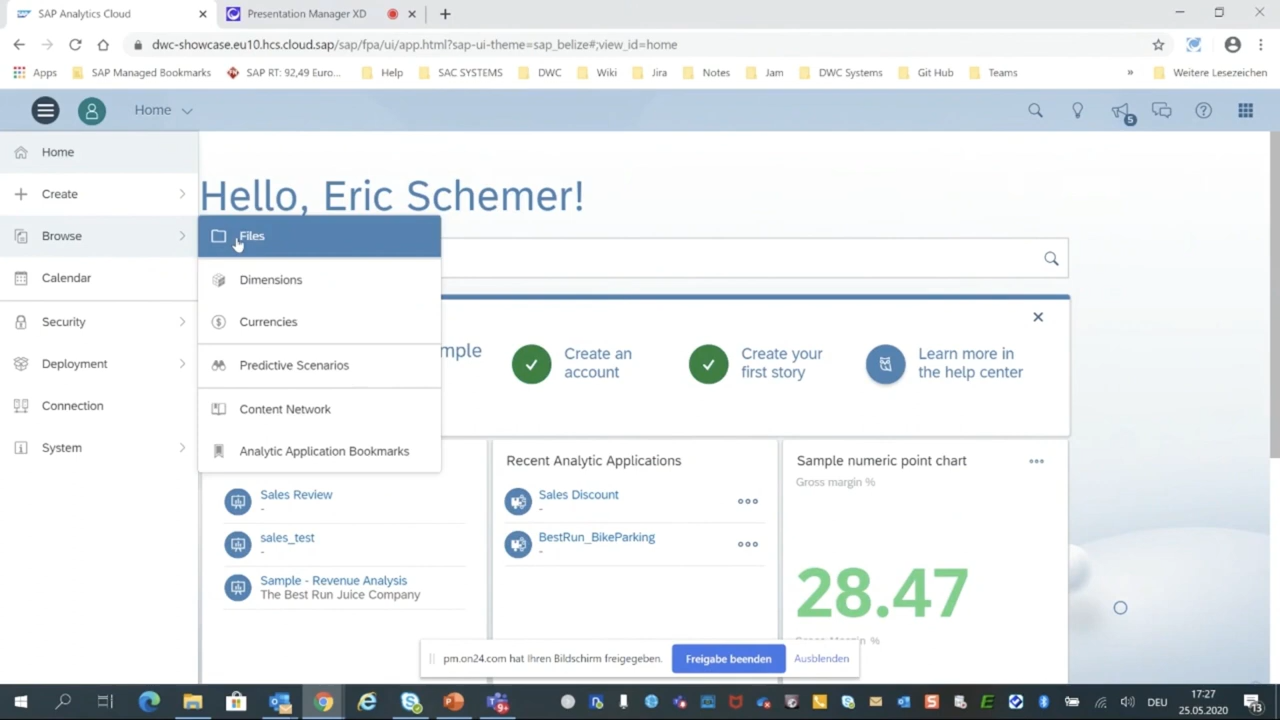 SAP Analytics Cloud
Presentation Manager XD
dwc-showcase.eu10.hcs.cloud.sap/sap/fpa/ui/app.html?sap-ui-theme=sap_belize#;view_id=home
Apps
SAP Managed Bookmarks
SAP RT: 92,49 Euro...
Help
SAC SYSTEMS
DWC
Wiki
Jira
Notes
Jam
DWC Systems
Git Hub
Teams
»
Weitere Lesezeichen
Home
5
Home
Create
Browse
Calendar
Security
Deployment
Connection
System
Files
Dimensions
Currencies
Predictive Scenarios
Content Network
Analytic Application Bookmarks
Hello, Eric Schemer!
Create an
account
Create your
first story
Learn more in
the help center
Sales Review
-
sales_test
-
Sample - Revenue Analysis
The Best Run Juice Company
Recent Analytic Applications
Sales Discount
-
BestRun_BikeParking
-
Sample numeric point chart
Gross margin %
28.47
pm.on24.com hat Ihren Bildschirm freigegeben.
Freigabe beenden
Ausblenden
DEU
17:27
25.05.2020
13